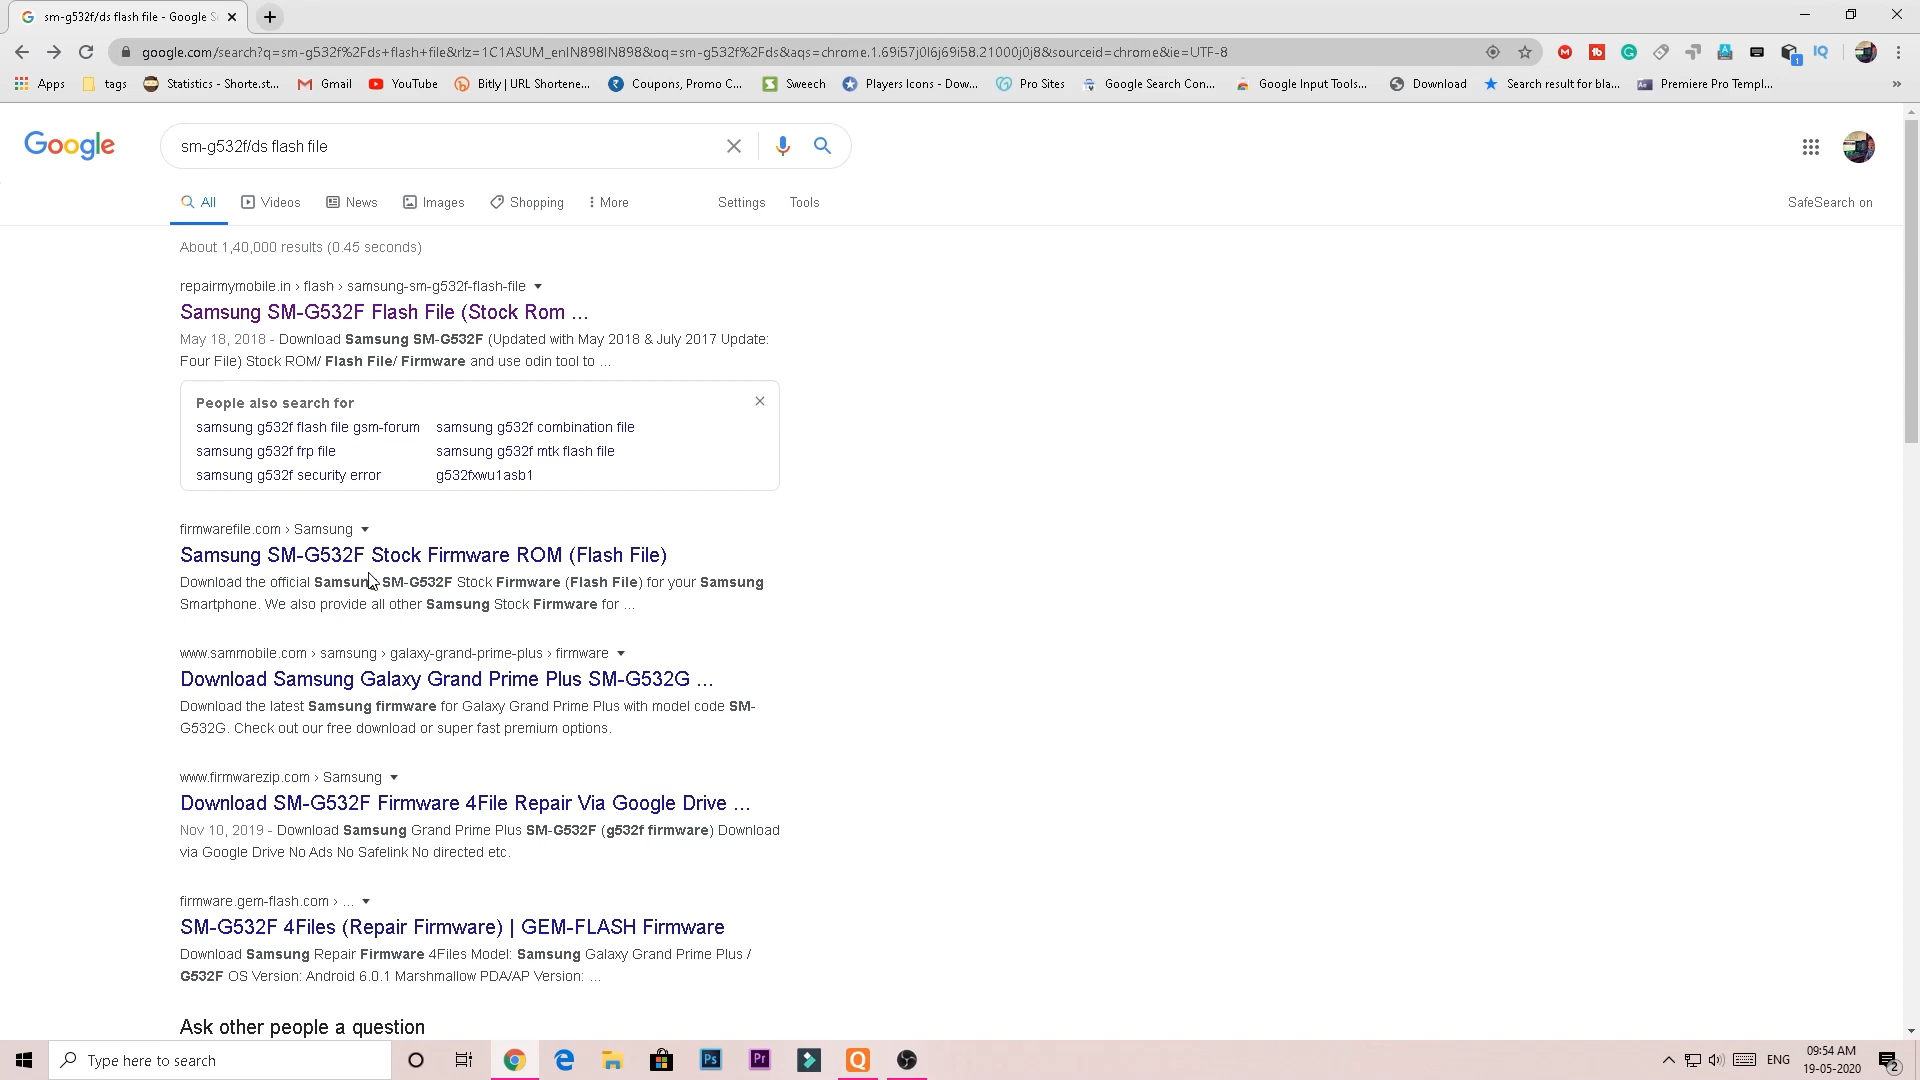 sm-g532f/ds flash file - Google S
google.com/search?q=sm-g532f%2Fds+flash+file&rlz=1C1ASUM_enIN898IN898&oq=sm-g532f%2Fds&aqs=chrome.1.69i57j0l6j69i58.21000j0j8&sourceid=chrome&ie=UTF-8
Apps tags Statistics - Shorte.st... Gmail YouTube Bitly | URL Shortene... Coupons, Promo C... Sweech Players Icons - Dow... Pro Sites Google Search Con... Google Input Tools... Download Search result for bla... Premiere Pro Templ... »
Google sm-g532f/ds flash file
All Videos News Images Shopping More Settings Tools SafeSearch on
About 1,40,000 results (0.45 seconds)
repairmymobile.in › flash › samsung-sm-g532f-flash-file
Samsung SM-G532F Flash File (Stock Rom ...
May 18, 2018 - Download Samsung SM-G532F (Updated with May 2018 & July 2017 Update:
Four File) Stock ROM/ Flash File/ Firmware and use odin tool to ...
People also search for
samsung g532f flash file gsm-forum samsung g532f combination file
samsung g532f frp file samsung g532f mtk flash file
samsung g532f security error g532fxwu1asb1
firmwarefile.com › Samsung
Samsung SM-G532F Stock Firmware ROM (Flash File)
Download the official Samsung SM-G532F Stock Firmware (Flash File) for your Samsung
Smartphone. We also provide all other Samsung Stock Firmware for ...
www.sammobile.com › samsung › galaxy-grand-prime-plus › firmware
Download Samsung Galaxy Grand Prime Plus SM-G532G ...
Download the latest Samsung firmware for Galaxy Grand Prime Plus with model code SM-
G532G. Check out our free download or super fast premium options.
www.firmwarezip.com › Samsung
Download SM-G532F Firmware 4File Repair Via Google Drive ...
Nov 10, 2019 - Download Samsung Grand Prime Plus SM-G532F (g532f firmware) Download
via Google Drive No Ads No Safelink No directed etc.
firmware.gem-flash.com › ...
SM-G532F 4Files (Repair Firmware) | GEM-FLASH Firmware
Download Samsung Repair Firmware 4Files Model: Samsung Galaxy Grand Prime Plus /
G532F OS Version: Android 6.0.1 Marshmallow PDA/AP Version: ...
Ask other people a question
Type here to search Ps Pr ENG 09:54 AM
19-05-2020 2